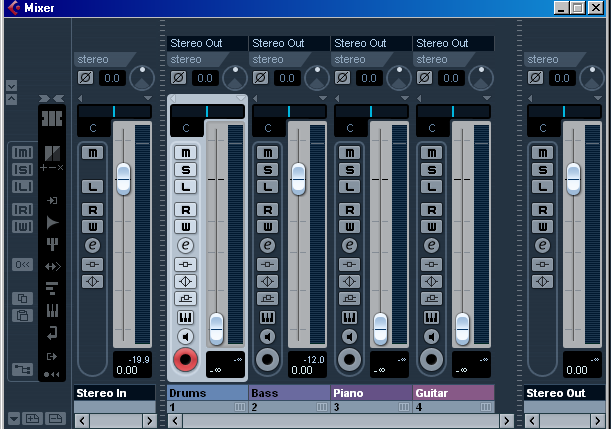 Mixer
Stereo Out Stereo Out Stereo Out Stereo Out
stereo stereo stereo stereo stereo stereo
0.0 0.0 0.0 0.0 0.0 0.0
C C C C C C
M M M M M M M
S S S S S
L L L L L L L
R R R R R R R
W W W W W W W
e e e e e e
-19.9 -∞ -12.0 -∞ -∞ -∞
0.00 -∞ 0.00 -∞ -∞ 0.00
Stereo In Drums Bass Piano Guitar Stereo Out
1 2 3 4